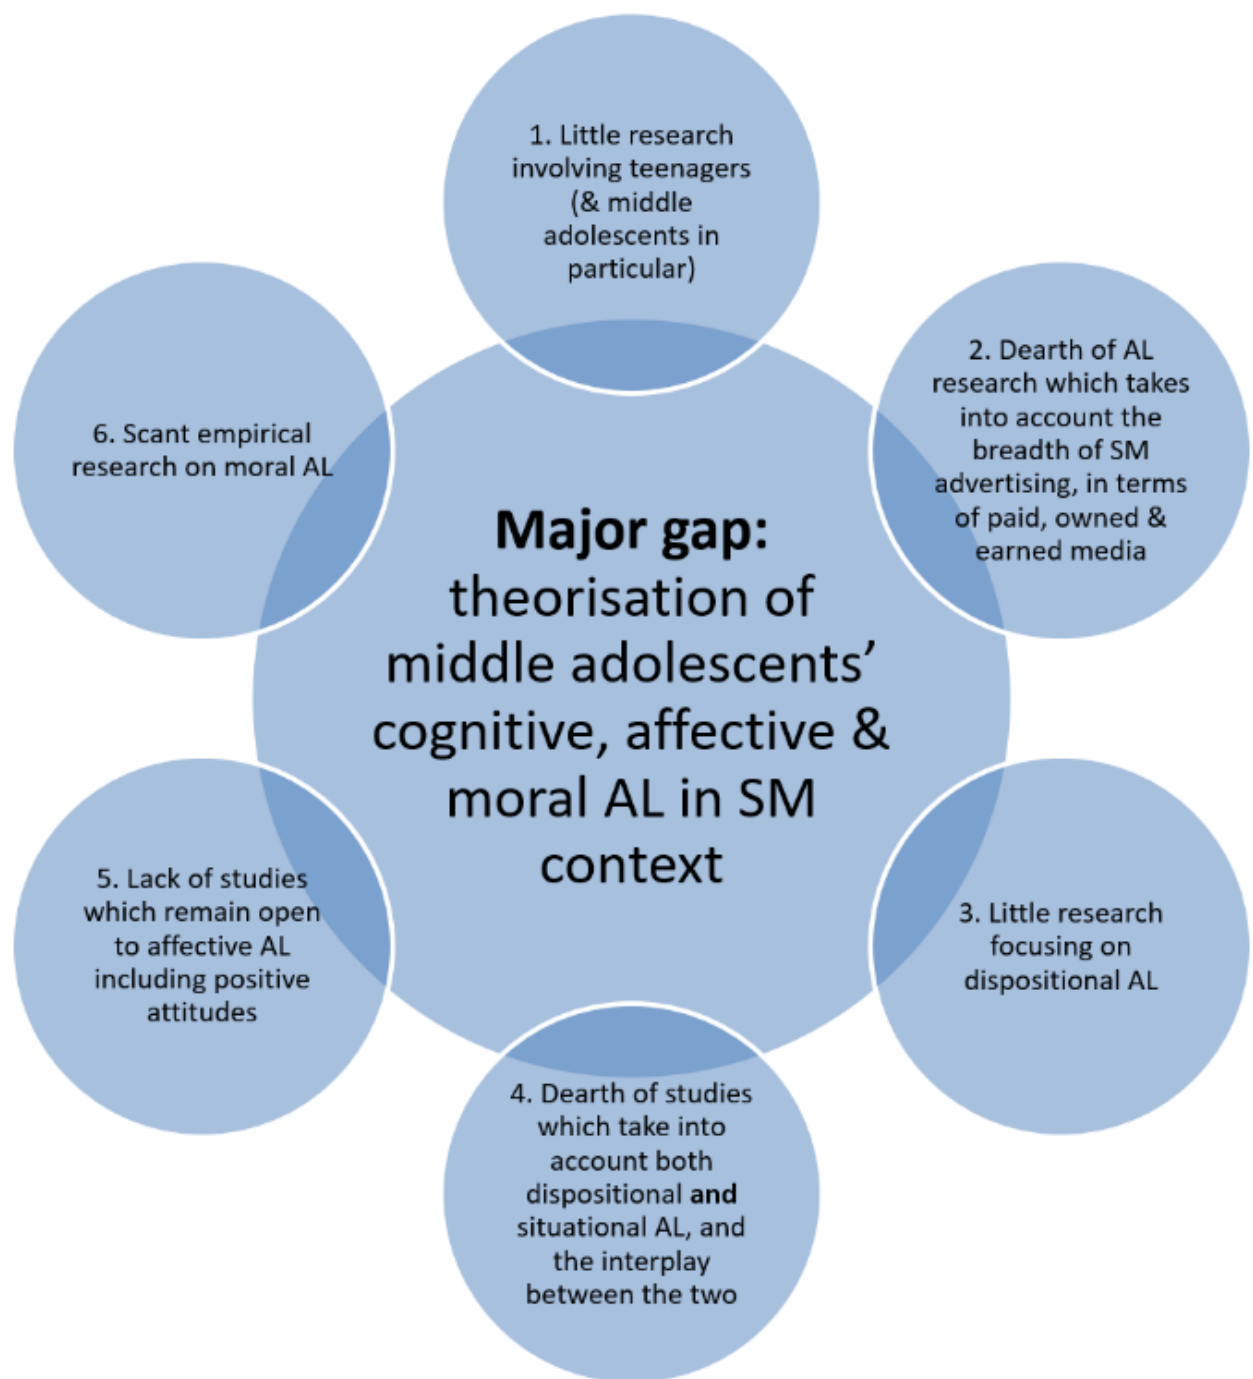 1. Little research
involving teenagers
(& middle
adolescents in
particular)
2. Dearth of AL
research which takes
into account the
breadth of SM
advertising, in terms
of paid, owned &
earned media
6. Scant empirical
research on moral AL
Major gap:
theorisation of
middle adolescents’
cognitive, affective &
moral AL in SM
context
5. Lack of studies
which remain open
to affective AL
including positive
attitudes
3. Little research
focusing on
dispositional AL
4. Dearth of studies
which take into
account both
dispositional and
situational AL, and
the interplay
between the two